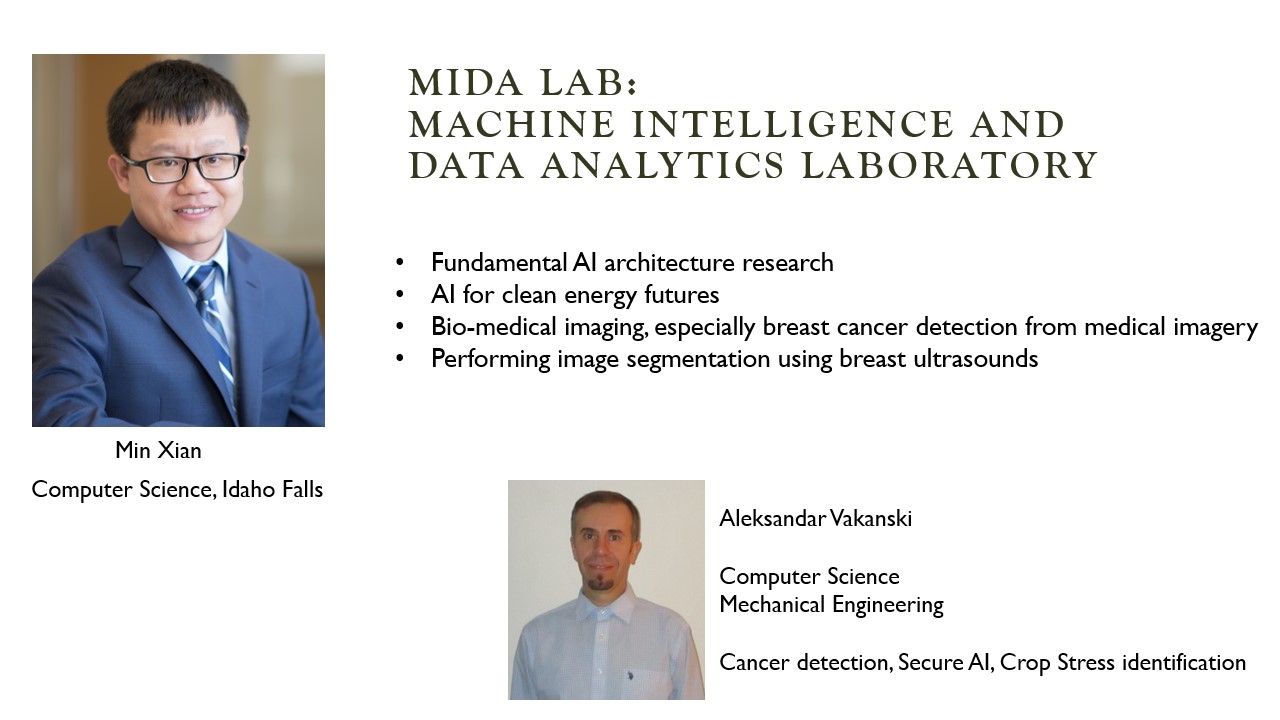 MIDA LAB:
MACHINE INTELLIGENCE AND
DATA ANALYTICS LABORATORY
• Fundamental AI architecture research
• AI for clean energy futures
• Bio-medical imaging, especially breast cancer detection from medical imagery
• Performing image segmentation using breast ultrasounds
Min Xian
Computer Science, Idaho Falls
Aleksandar Vakanski
Computer Science
Mechanical Engineering
Cancer detection, Secure AI, Crop Stress identification